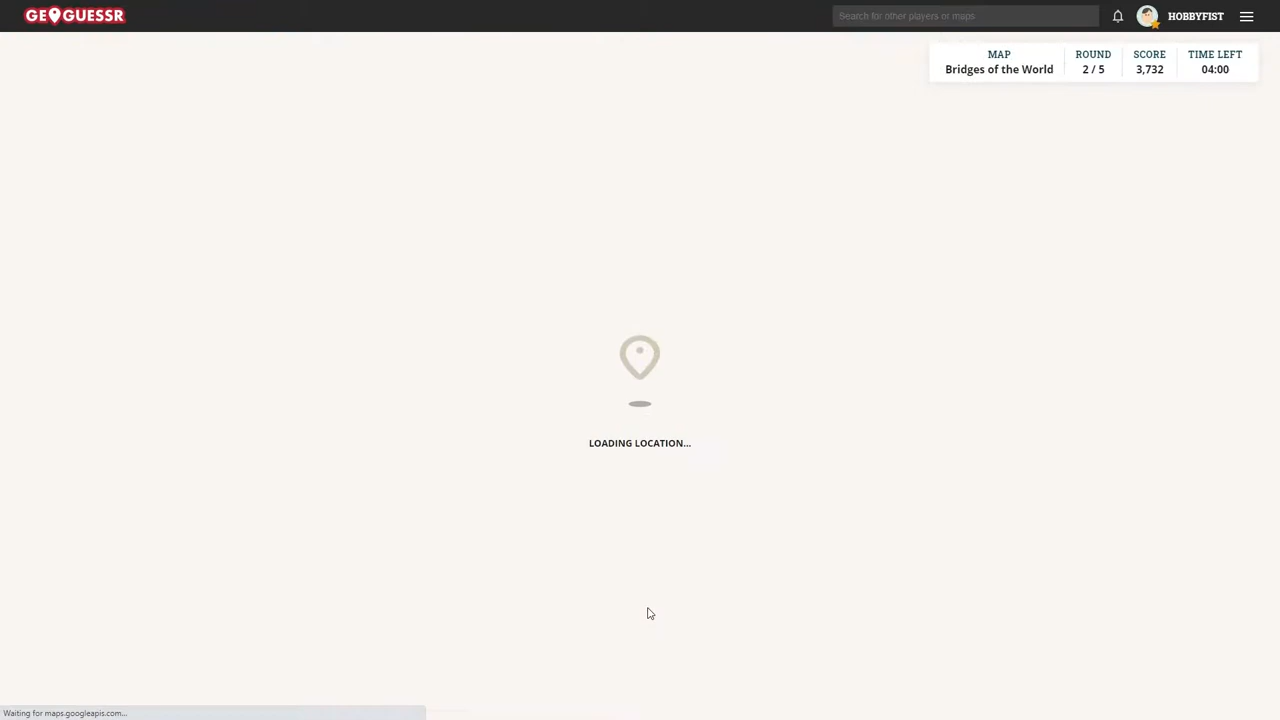 GEOGUESSR
Search for other players or maps
HOBBYFIST
MAP
Bridges of the World
ROUND
2 / 5
SCORE
3,732
TIME LEFT
04:00
LOADING LOCATION...
Waiting for maps.googleapis.com...